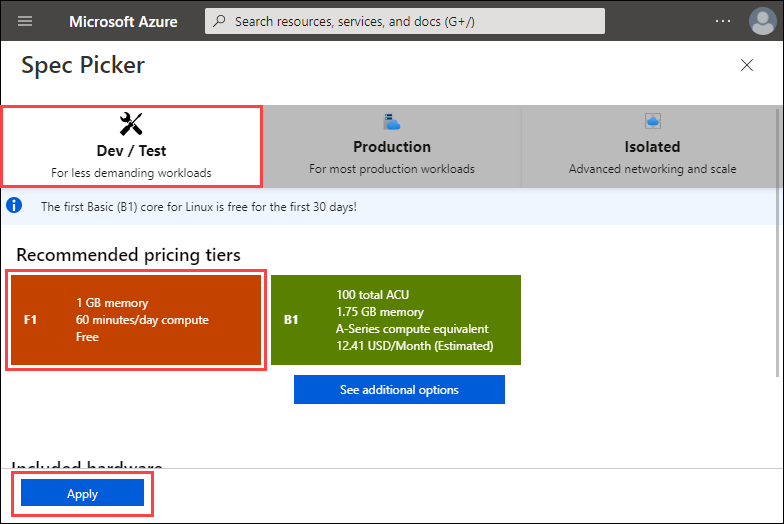 Microsoft Azure
Search resources, services, and docs (G+/)
Spec Picker
Dev / Test
For less demanding workloads
Production
For most production workloads
Isolated
Advanced networking and scale
The first Basic (B1) core for Linux is free for the first 30 days!
Recommended pricing tiers
F1
1 GB memory
60 minutes/day compute
Free
B1
100 total ACU
1.75 GB memory
A-Series compute equivalent
12.41 USD/Month (Estimated)
See additional options
Included hardware
Apply